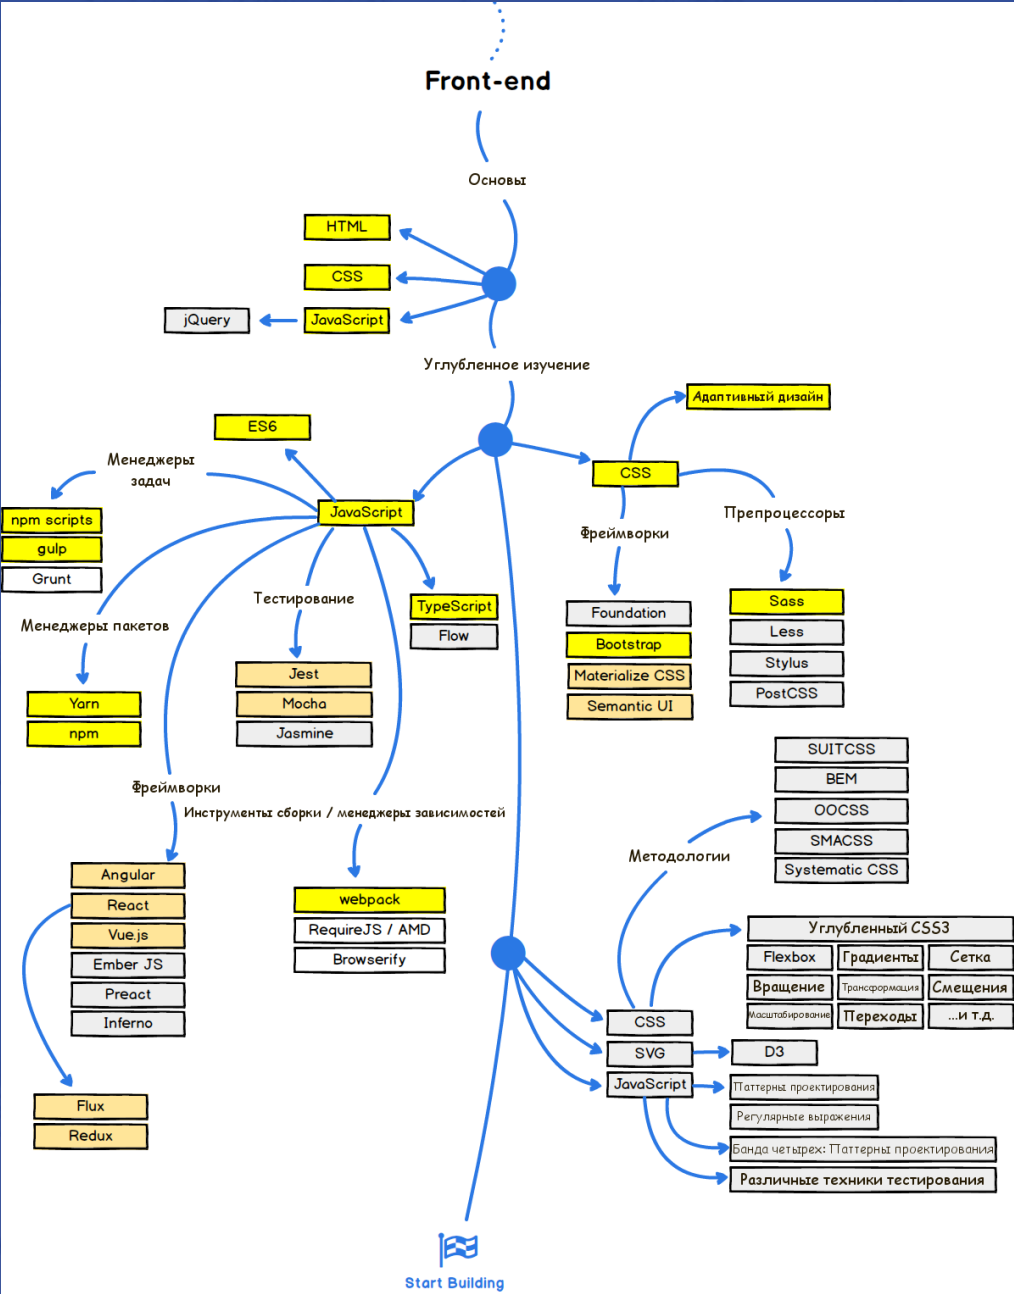 Front-end
Основы
HTML
CSS
jQuery
JavaScript
Углубленное изучение
Адаптивный дизайн
ES6
CSS
Менеджеры
задач
JavaScript
npm scripts
gulp
Grunt
Препроцессоры
Фреймворки
Тестирование
TypeScript
Flow
Менеджеры пакетов
Foundation
Bootstrap
Materialize CSS
Semantic UI
Sass
Less
Stylus
PostCSS
Yarn
npm
Jest
Mocha
Jasmine
Фреймворки
Инструменты сборки / менеджеры зависимостей
SUITCSS
BEM
OOCSS
SMACSS
Systematic CSS
Методологии
Angular
React
Vue.js
Ember JS
Preact
Inferno
webpack
RequireJS / AMD
Browserify
Углубленный CSS3
Flexbox
Градиенты
Сетка
Вращение
Трансформация
Смещения
Масштабирование
Переходы
...и т.д.
CSS
SVG
D3
JavaScript
Паттерны проектирования
Регулярные выражения
Банда четырех: Паттерны проектирования
Различные техники тестирования
Flux
Redux
Start Building